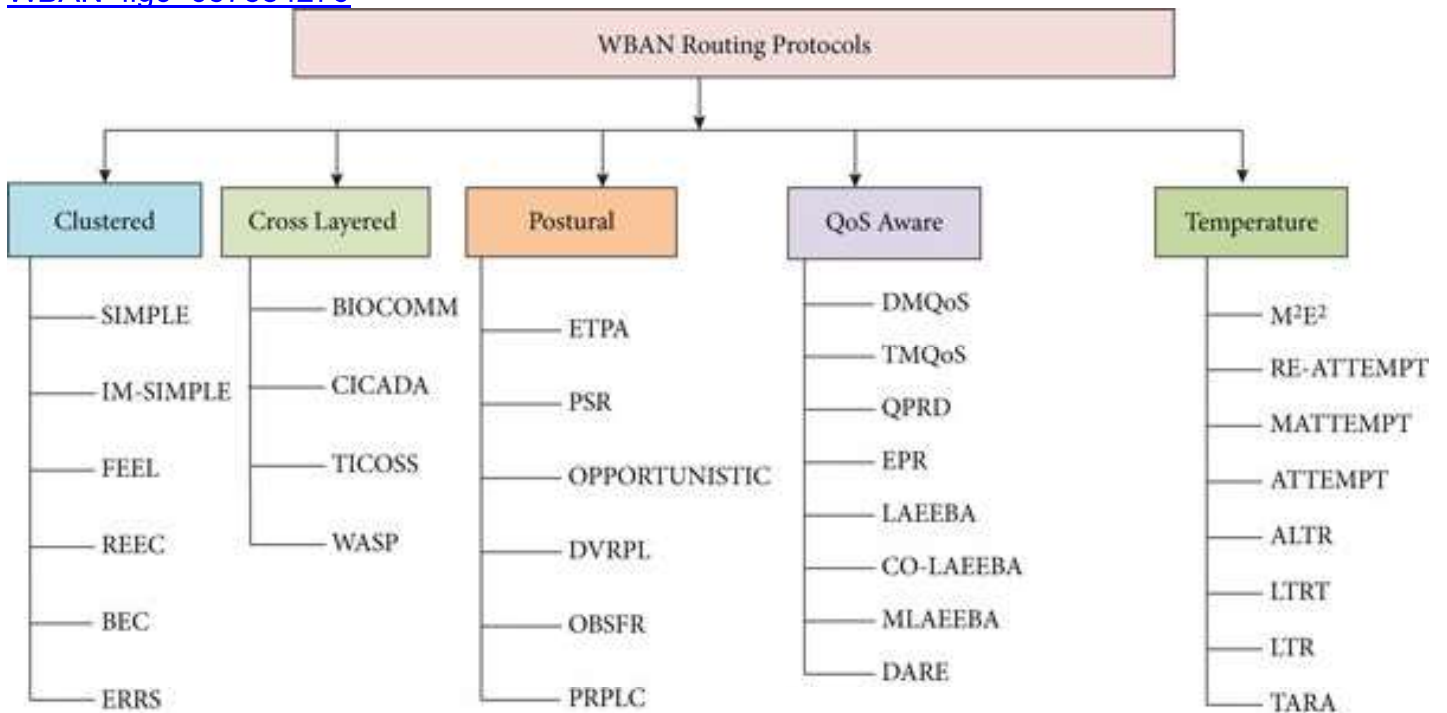 WBAN Routing Protocols
Clustered
SIMPLE
IM-SIMPLE
FEEL
REEC
BEC
ERRS
Cross Layered
BIOCOMM
CICADA
TICOSS
WASP
Postural
ETPA
PSR
OPPORTUNISTIC
DVRPL
OBSFR
PRPLC
QoS Aware
DMQoS
TMQoS
QPRD
EPR
LAEEBA
CO-LAEEBA
MLAEEBA
DARE
Temperature
M²E²
RE-ATTEMPT
MATTEMPT
ATTEMPT
ALTR
LTRT
LTR
TARA